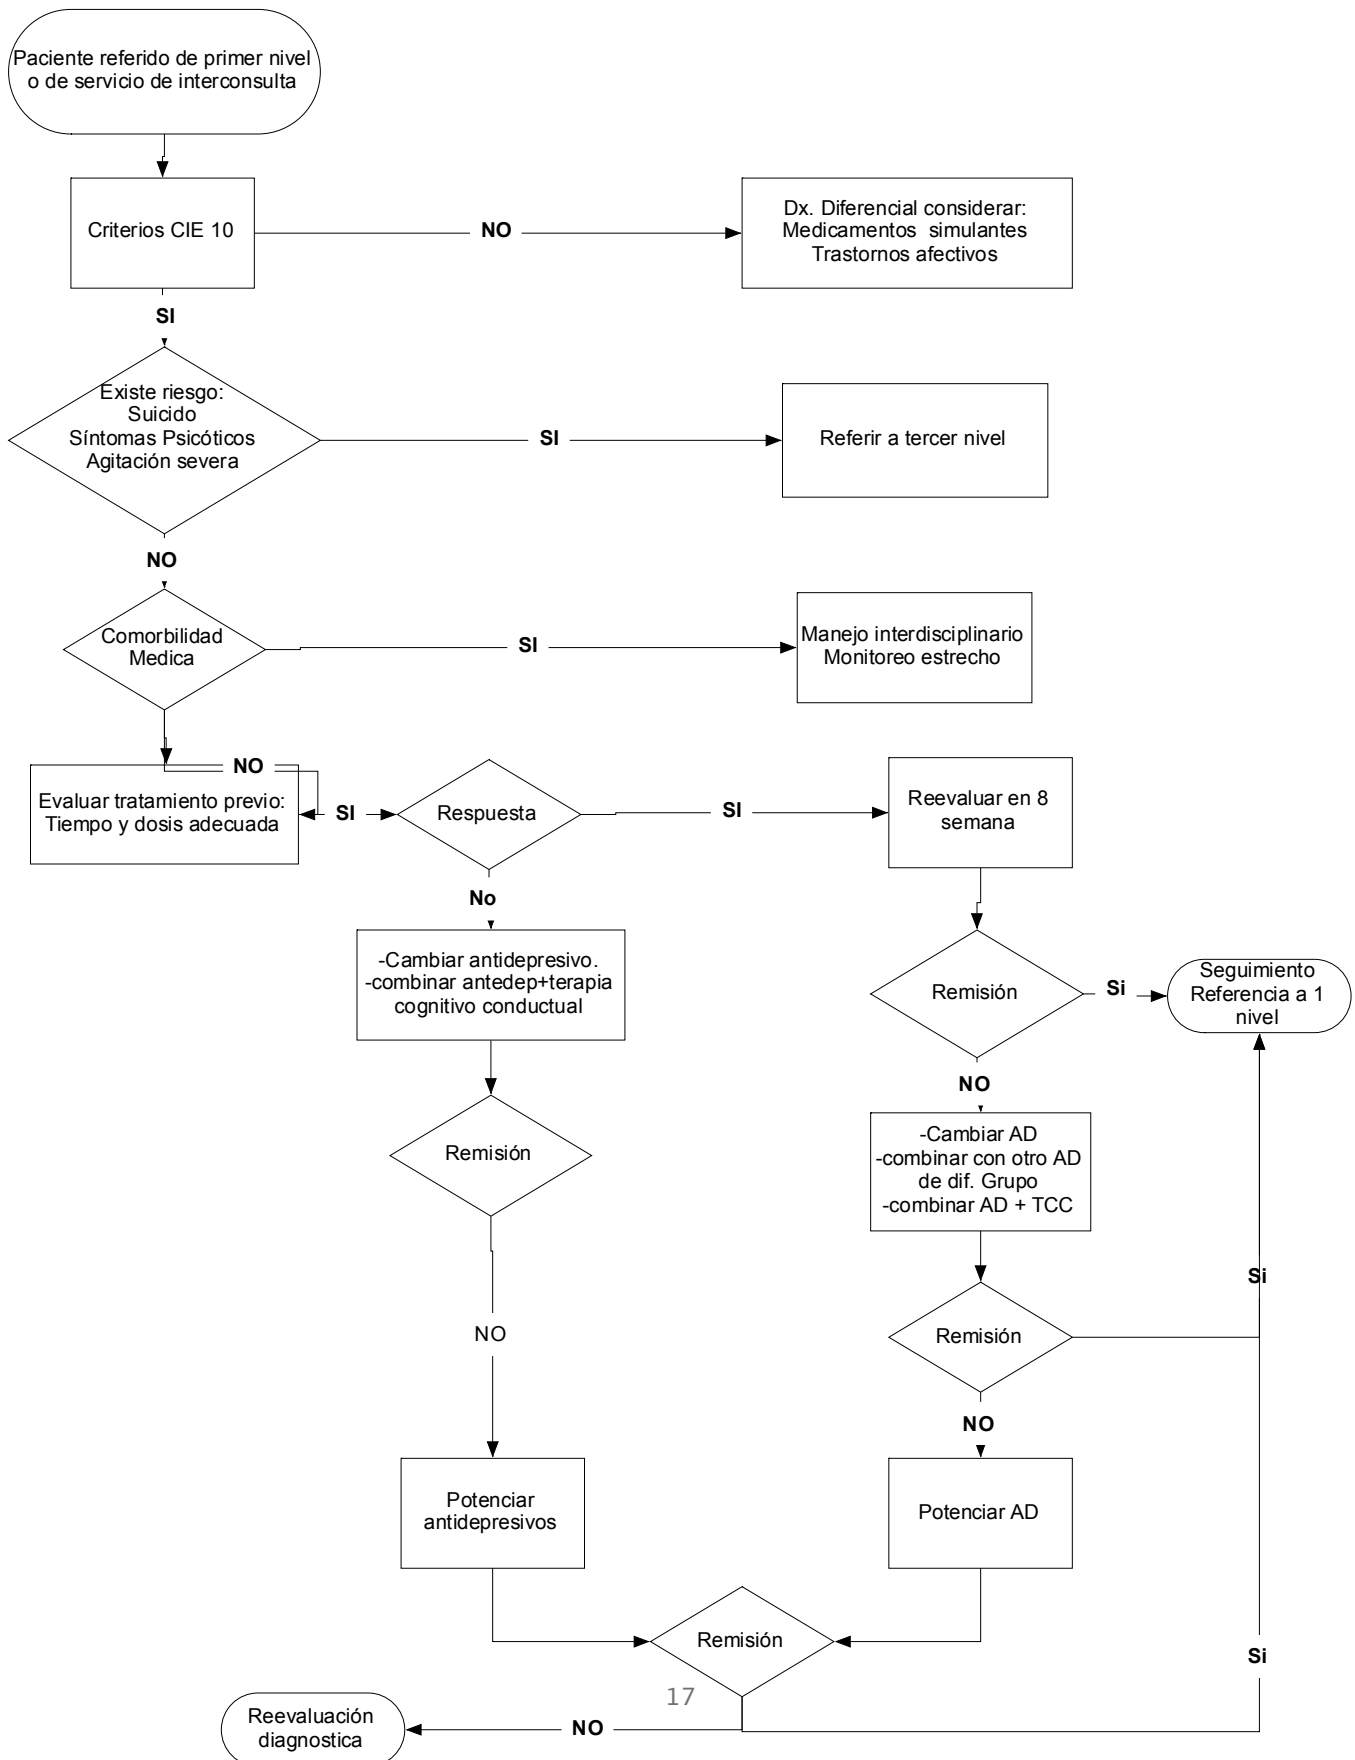 Paciente referido de primer nivel
o de servicio de interconsulta
Criterios CIE 10
NO
Dx. Diferencial considerar:
Medicamentos simulantes
Trastornos afectivos
SI
Existe riesgo:
Suicido
Síntomas Psicóticos
Agitación severa
SI
Referir a tercer nivel
NO
Comorbilidad
Medica
SI
Manejo interdisciplinario
Monitoreo estrecho
NO
Evaluar tratamiento previo:
Tiempo y dosis adecuada
SI
Respuesta
SI
Reevaluar en 8
semana
No
-Cambiar antidepresivo.
-combinar antedep+terapia
cognitivo conductual
Remisión
Si
Seguimiento
Referencia a 1
nivel
NO
-Cambiar AD
-combinar con otro AD
de dif. Grupo
-combinar AD + TCC
Remisión
Si
NO
Remisión
NO
Potenciar
antidepresivos
Potenciar AD
Remisión
Si
17
NO
Reevaluación
diagnostica